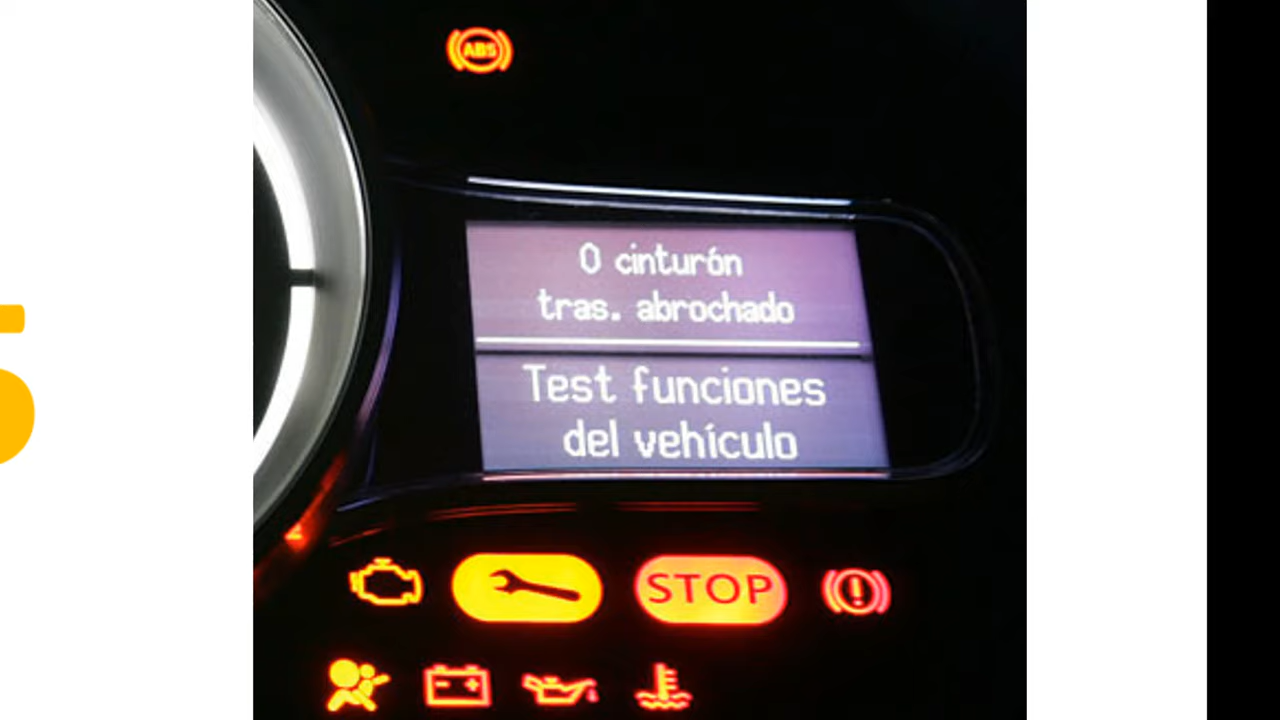 ABS
0 cinturón
tras. abrochado
Test funciones
del vehículo
STOP